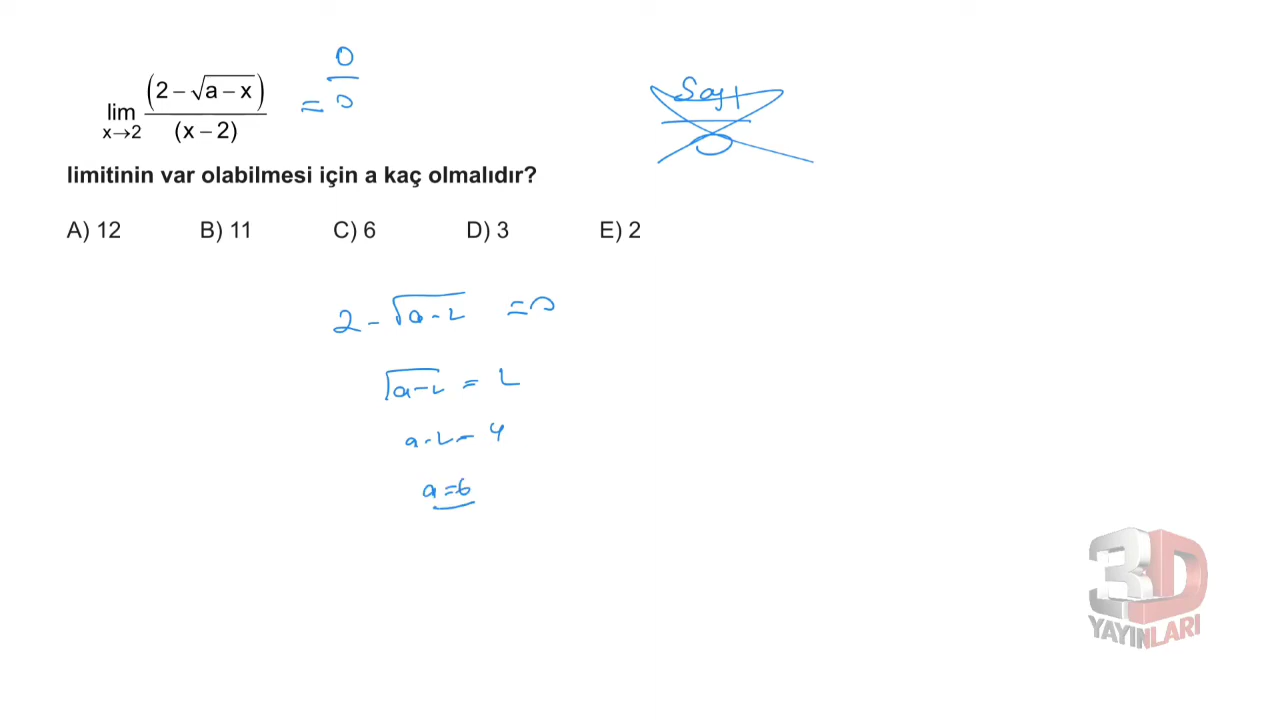 lim x→2 (2 – √a – x) / (x – 2) = 0/0
Sayı
0
limitinin var olabilmesi için a kaç olmalıdır?
A) 12 B) 11 C) 6 D) 3 E) 2
2 - √a-2 = 0
√a-2 = 2
a-2 = 4
a=6
3D
YAYINLARI